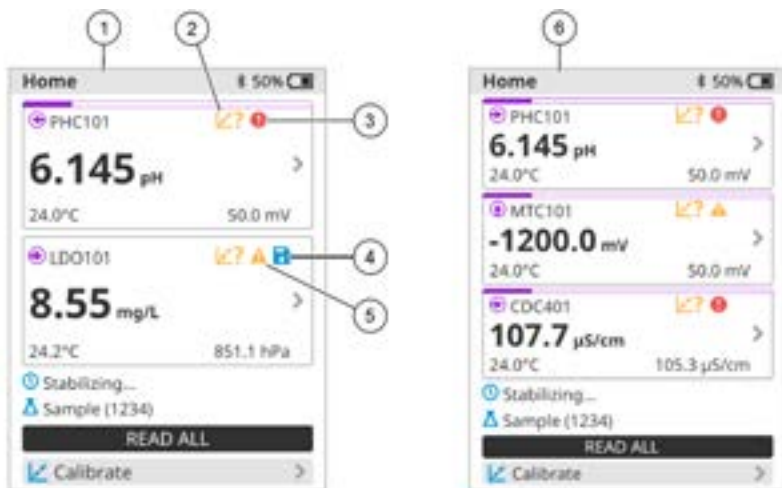 1
2
6
Home 50%
PHC101 ? !
3
6.145 pH
24.0°C 50.0 mV
LDO101 ? !
4
8.55 mg/L
5
24.2°C 851.1 hPa
Stabilizing...
Sample (1234)
READ ALL
Calibrate
Home 50%
PHC101 ? !
6.145 pH
24.0°C 50.0 mV
MTC101 ? !
-1200.0 mV
24.0°C 50.0 mV
CDC401 ? !
107.7 µS/cm
24.0°C 105.3 µS/cm
Stabilizing...
Sample (1234)
READ ALL
Calibrate